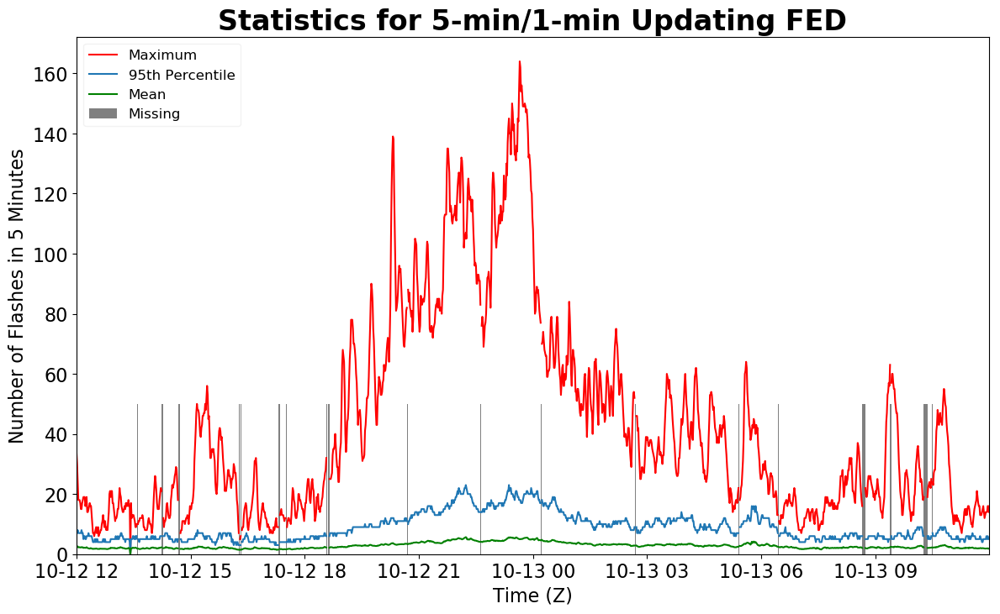 Statistics for 5-min/1-min Updating FED
Number of Flashes in 5 Minutes
Maximum
95th Percentile
Mean
Missing
160
140
120
100
80
60
40
20
0
10-12 12 10-12 15 10-12 18 10-12 21 10-13 00 10-13 03 10-13 06 10-13 09
Time (Z)